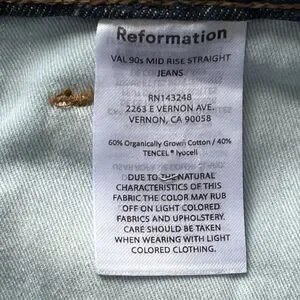 Reformation
VAL 90s MID RISE STRAIGHT
JEANS
RN143248
2263 E VERNON AVE.
VERNON, CA 90058
60% Organically Grown Cotton / 40%
TENCEL® lyocell
DUE TO THE NATURAL
CHARACTERISTICS OF THIS
FABRIC THE COLOR MAY RUB
OFF ON LIGHT COLORED
FABRICS AND UPHOLSTERY.
CARE SHOULD BE TAKEN
WHEN WEARING WITH LIGHT
COLORED CLOTHING.